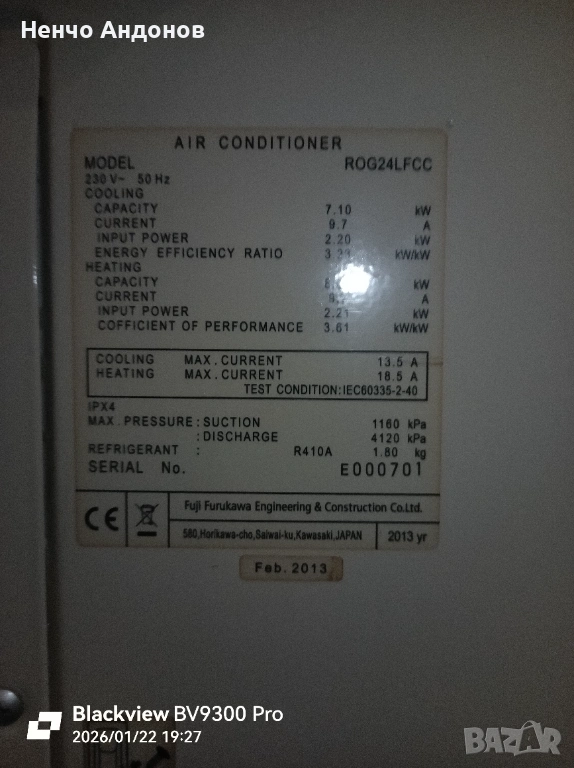 Ненчо Андонов
AIR CONDITIONER
MODEL ROG24LFCC
230 V~ 50 Hz
COOLING
CAPACITY 7.10 kW
CURRENT 9.7 A
INPUT POWER 2.20 kW
ENERGY EFFICIENCY RATIO kW/kW
HEATING
CAPACITY kW
CURRENT A
INPUT POWER 2.21 kW
COFFICIENT OF PERFORMANCE 3.61 kW/kW
COOLING MAX.CURRENT 13.5 A
HEATING MAX.CURRENT 18.5 A
TEST CONDITION:IEC60335-2-40
IPX4
MAX.PRESSURE:SUCTION 1160 kPa
:DISCHARGE 4120 kPa
REFRIGERANT : R410A 1.80 kg
SERIAL No. E000701
CE
Fuji Furukawa Engineering & Construction Co.Ltd.
580,Horikawa-cho,Saiwai-ku,Kawasaki,JAPAN 2013 yr
Feb.2013
Blackview BV9300 Pro
2026/01/22 19:27
BAZAR